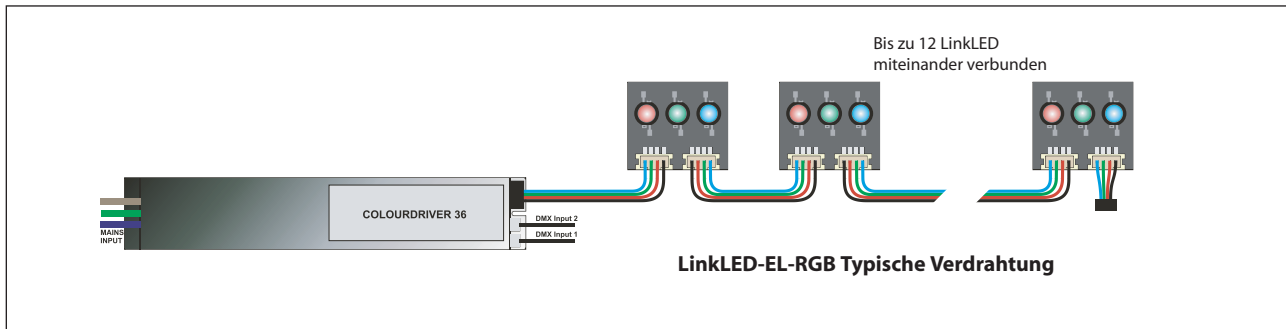 Bis zu 12 LinkLED
miteinander verbunden
COLOURDRIVER 36
MAINS
INPUT
DMX Input 2
DMX Input 1
LinkLED-EL-RGB Typische Verdrahtung